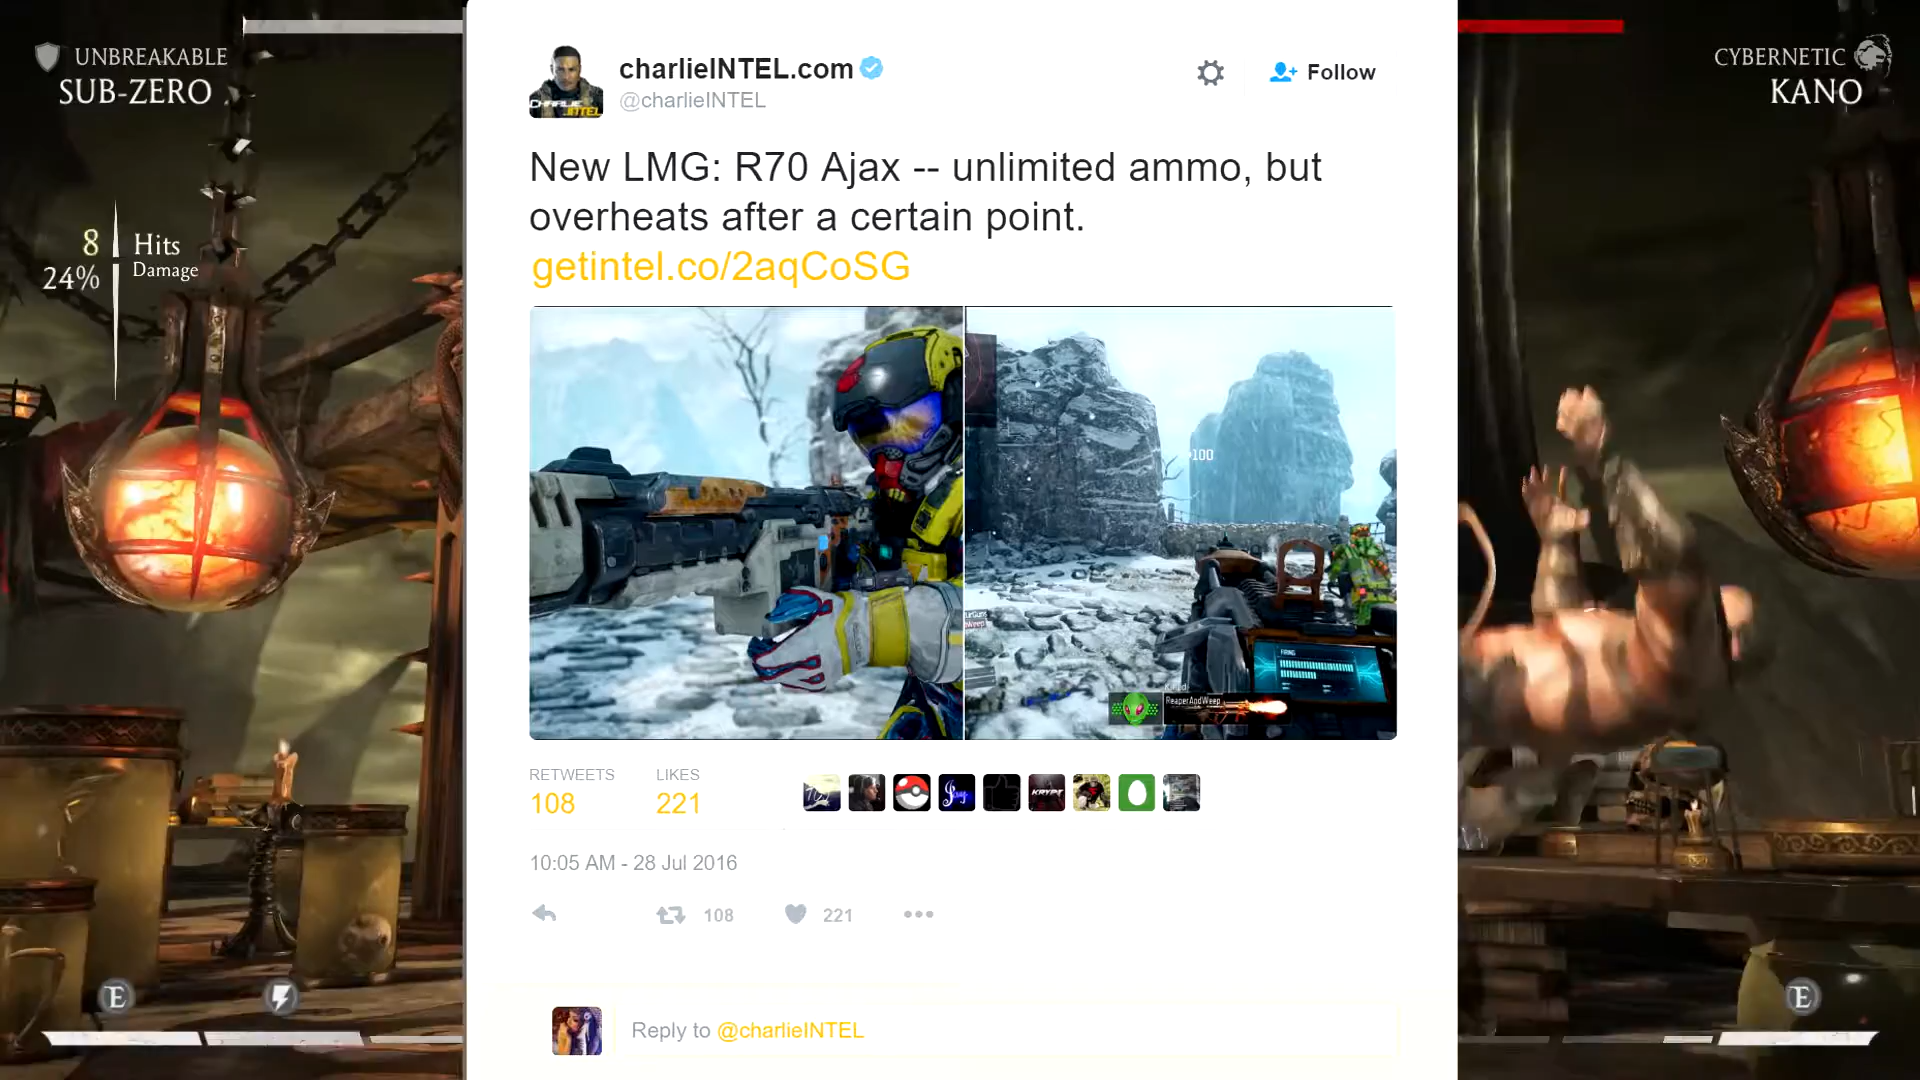 UNBREAKABLE
SUB-ZERO
8 Hits
24% Damage
CYBERNETIC
KANO
charlieINTEL.com
@charlieINTEL
Follow
New LMG: R70 Ajax -- unlimited ammo, but
overheats after a certain point.
getintel.co/2aqCoSG
100
FIRING
ReaperAndWeep
RETWEETS
108
LIKES
221
KRYPT
10:05 AM - 28 Jul 2016
108
221
Reply to @charlieINTEL
E
E